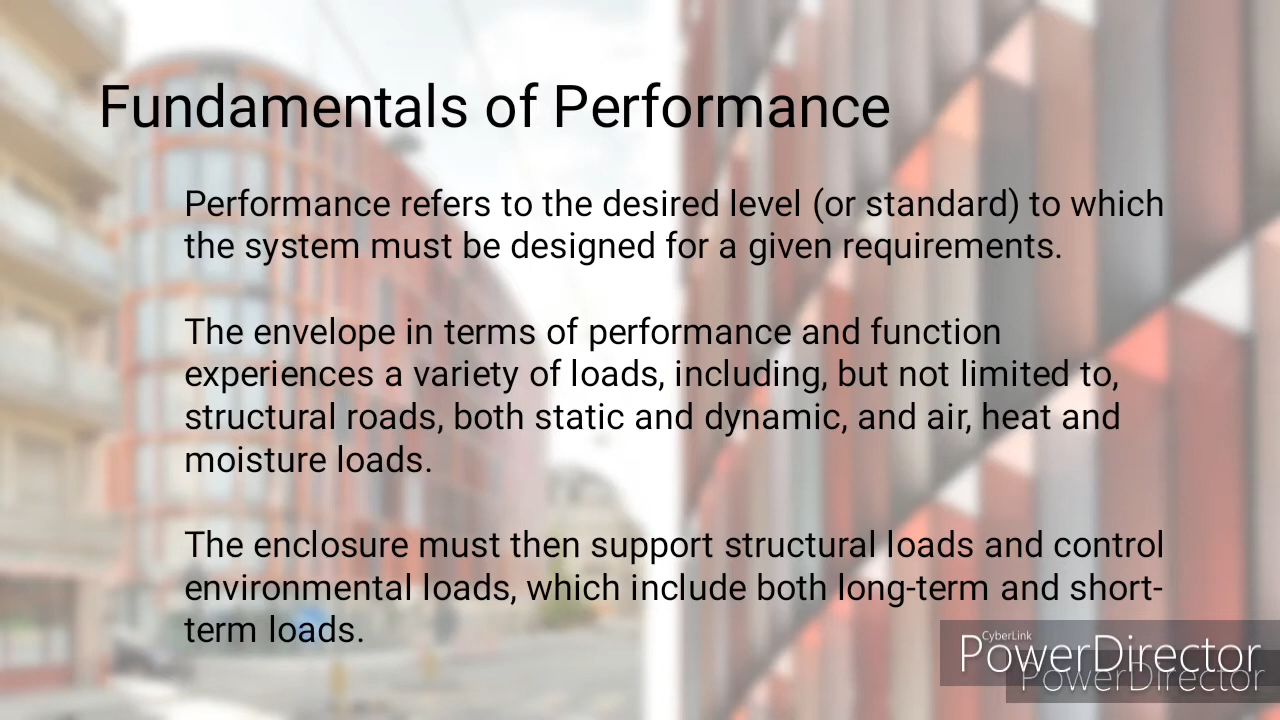 Fundamentals of Performance
Performance refers to the desired level (or standard) to which
the system must be designed for a given requirements.
The envelope in terms of performance and function
experiences a variety of loads, including, but not limited to,
structural roads, both static and dynamic, and air, heat and
moisture loads.
The enclosure must then support structural loads and control
environmental loads, which include both long-term and short-
term loads.
CyberLink
PowerDirector
PowerDirector